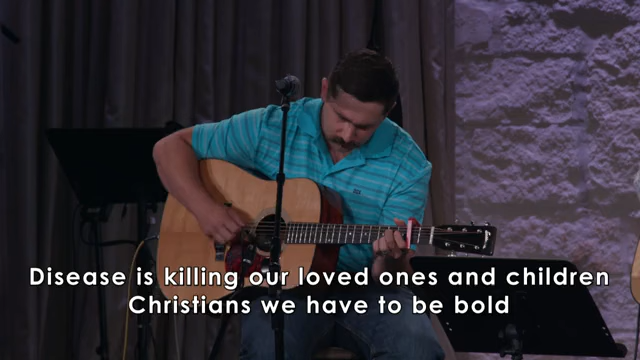 Disease is killing our loved ones and children
Christians we have to be bold